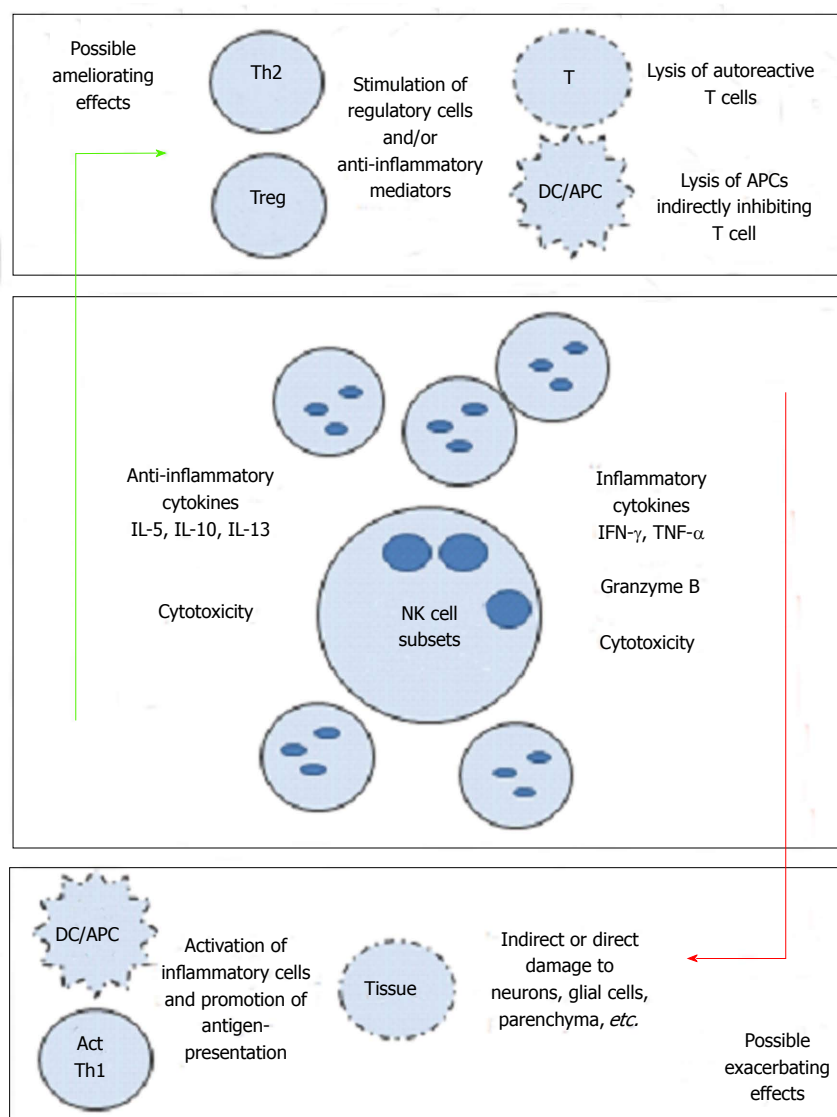 Possible
ameliorating
effects
Th2
Treg
Stimulation of
regulatory cells
and/or
anti-inflammatory
mediators
T
DC/APC
Lysis of autoreactive
T cells
Lysis of APCs
indirectly inhibiting
T cell
Anti-inflammatory
cytokines
IL-5, IL-10, IL-13
Cytotoxicity
NK cell
subsets
Inflammatory
cytokines
IFN-γ, TNF-α
Granzyme B
Cytotoxicity
DC/APC
Act
Th1
Activation of
inflammatory cells
and promotion of
antigen-
presentation
Tissue
Indirect or direct
damage to
neurons, glial cells,
parenchyma, etc.
Possible
exacerbating
effects